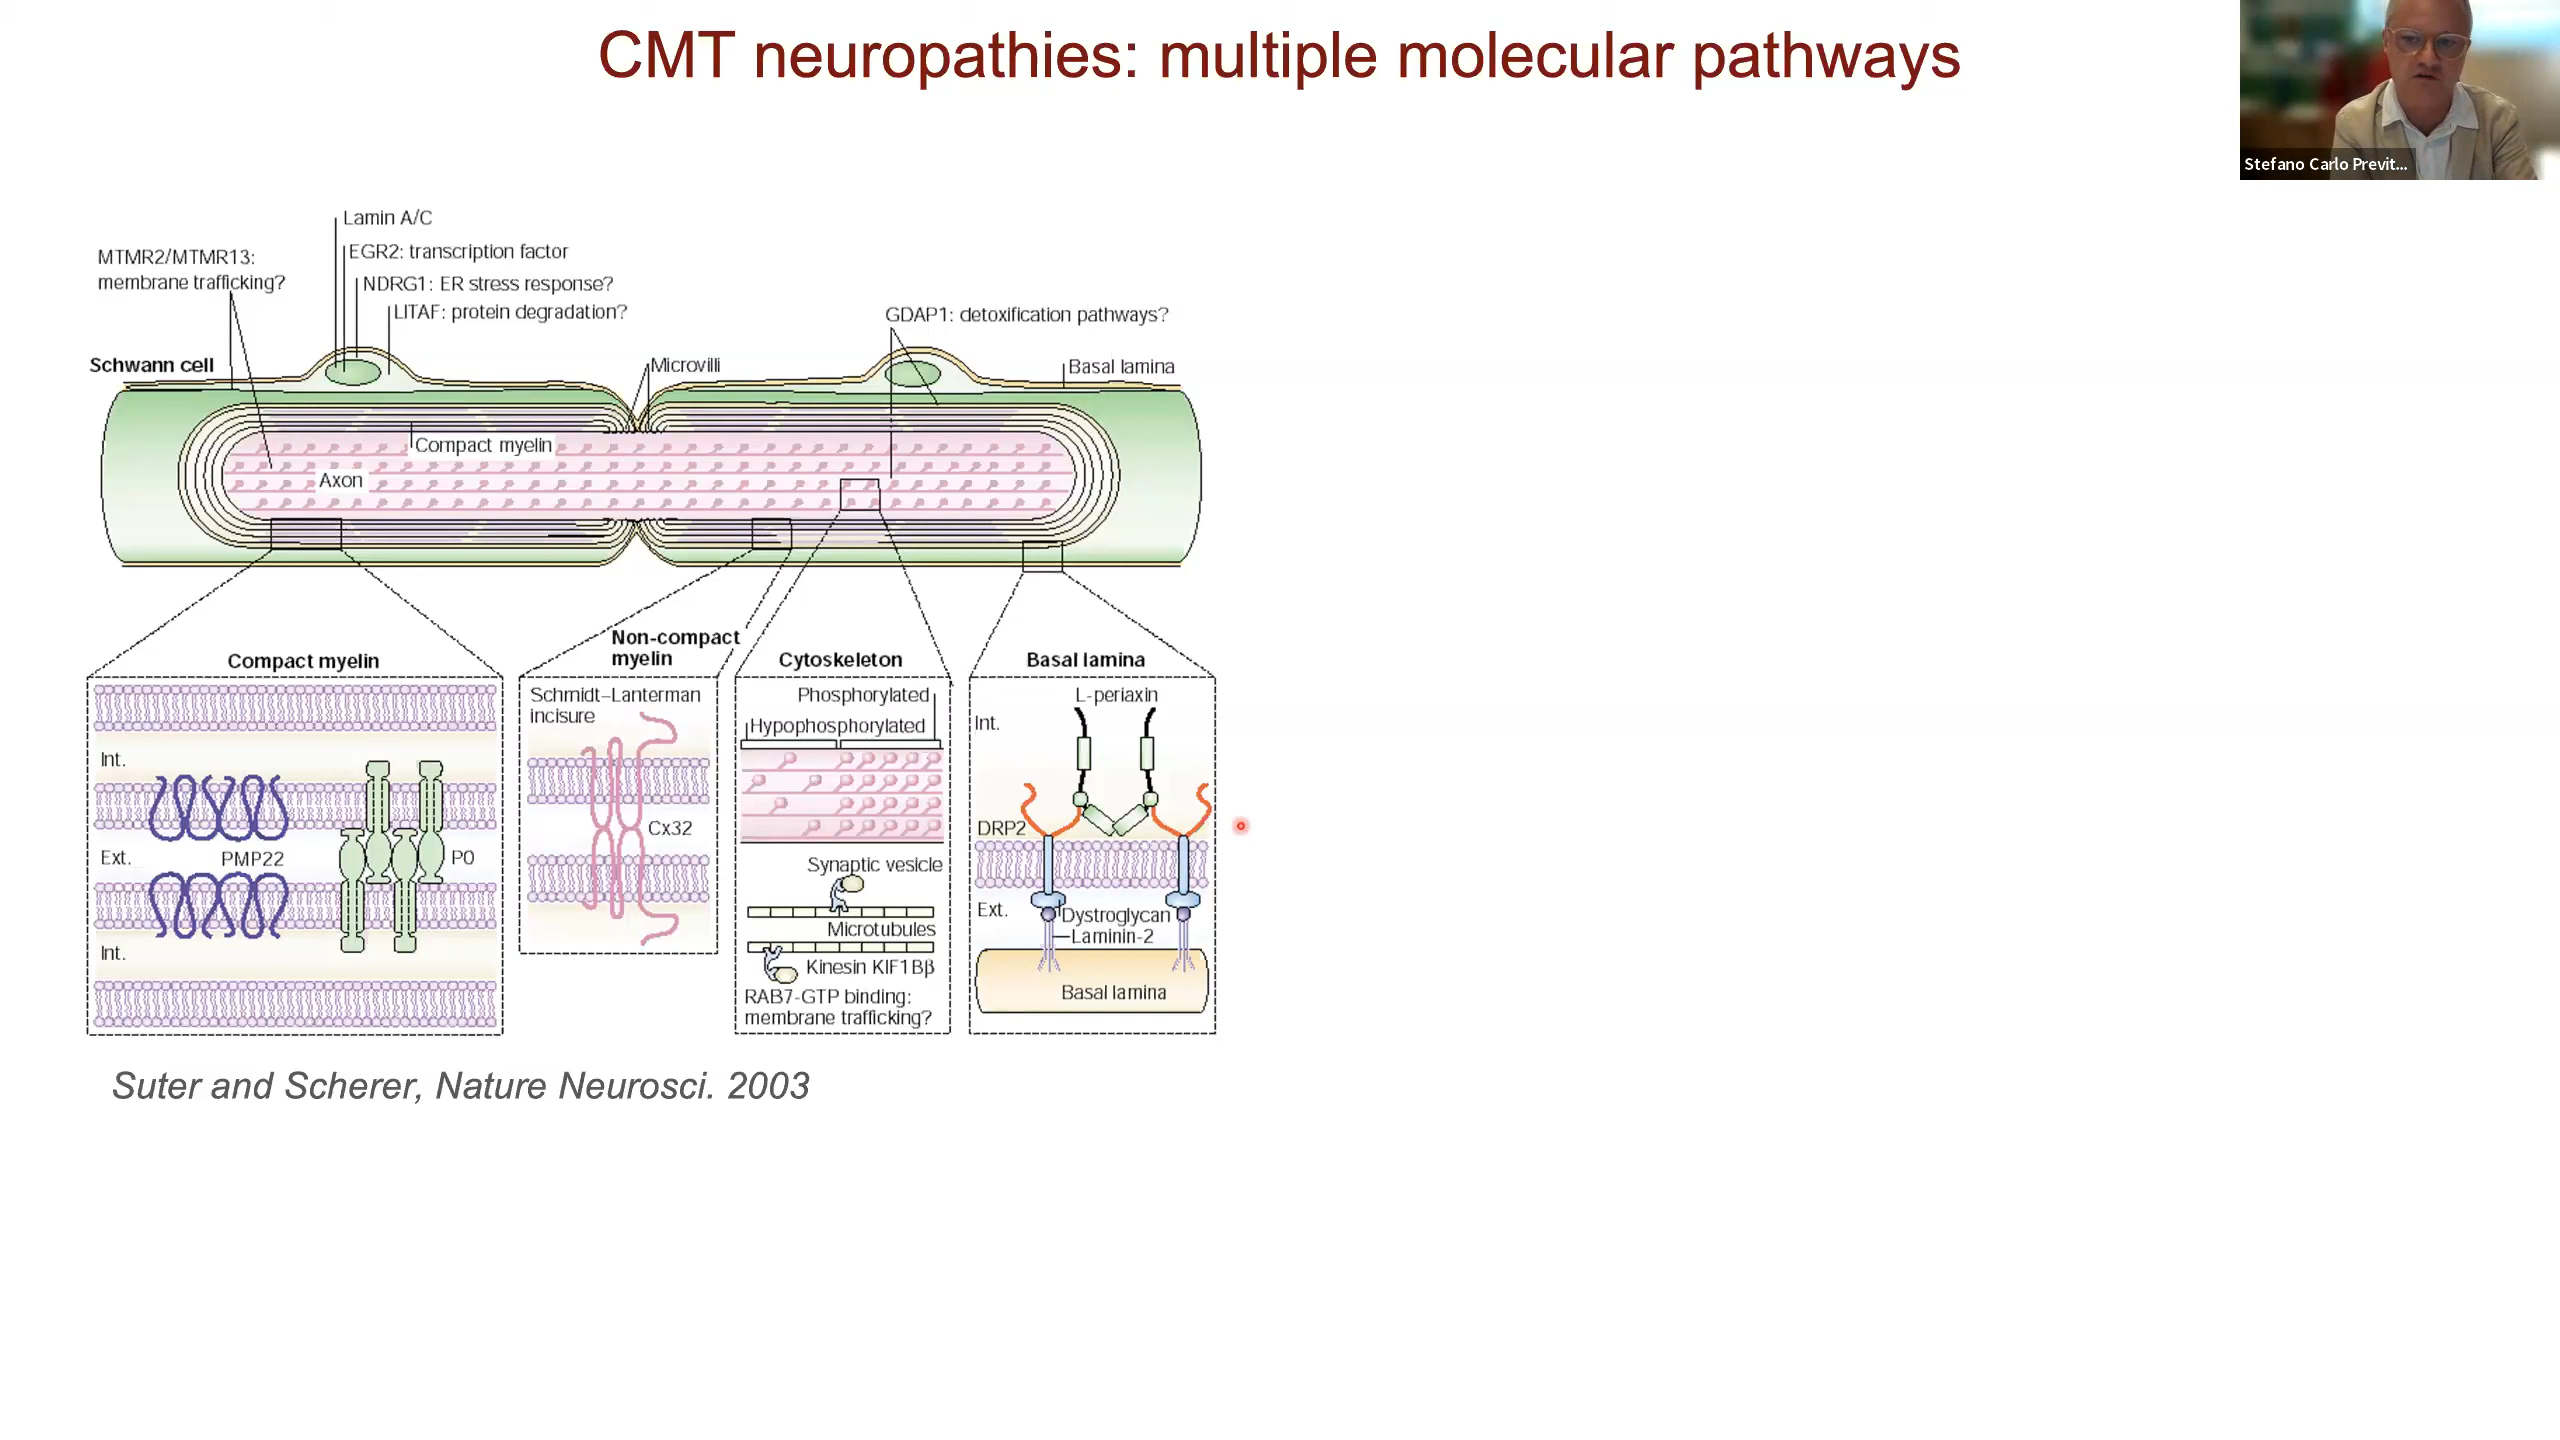 CMT neuropathies: multiple molecular pathways
Stefano Carlo Previt...
Lamin A/C
MTMR2/MTMR13:
membrane trafficking?
EGR2: transcription factor
NDRG1: ER stress response?
LITAF: protein degradation?
GDAP1: detoxification pathways?
Schwann cell
Microvilli
Basal lamina
Compact myelin
Axon
Compact myelin
Int.
Ext.
PMP22
P0
Int.
Non-compact
myelin
Schmidt–Lanterman
incisure
Cx32
Cytoskeleton
Phosphorylated
Hypophosphorylated
Synaptic vesicle
Microtubules
Kinesin KIF1Bβ
RAB7-GTP binding:
membrane trafficking?
Basal lamina
L-periaxin
Int.
DRP2
Ext.
Dystroglycan
Laminin-2
Basal lamina
Suter and Scherer, Nature Neurosci. 2003